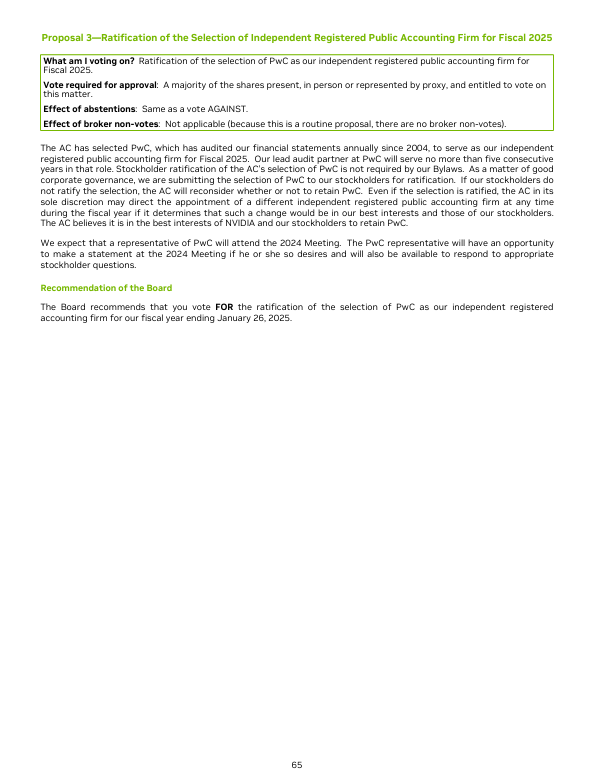 Proposal 3—Ratification of the Selection of Independent Registered Public Accounting Firm for Fiscal 2025
What am I voting on? Ratification of the selection of PwC as our independent registered public accounting firm for
Fiscal 2025.
Vote required for approval: A majority of the shares present, in person or represented by proxy, and entitled to vote on
this matter.
Effect of abstentions: Same as a vote AGAINST.
Effect of broker non-votes: Not applicable (because this is a routine proposal, there are no broker non-votes).
The AC has selected PwC, which has audited our financial statements annually since 2004, to serve as our independent
registered public accounting firm for Fiscal 2025. Our lead audit partner at PwC will serve no more than five consecutive
years in that role. Stockholder ratification of the AC's selection of PwC is not required by our Bylaws. As a matter of good
corporate governance, we are submitting the selection of PwC to our stockholders for ratification. If our stockholders do
not ratify the selection, the AC will reconsider whether or not to retain PwC. Even if the selection is ratified, the AC in its
sole discretion may direct the appointment of a different independent registered public accounting firm at any time
during the fiscal year if it determines that such a change would be in our best interests and those of our stockholders.
The AC believes it is in the best interests of NVIDIA and our stockholders to retain PwC.
We expect that a representative of PwC will attend the 2024 Meeting. The PwC representative will have an opportunity
to make a statement at the 2024 Meeting if he or she so desires and will also be available to respond to appropriate
stockholder questions.
Recommendation of the Board
The Board recommends that you vote FOR the ratification of the selection of PwC as our independent registered
accounting firm for our fiscal year ending January 26, 2025.
65